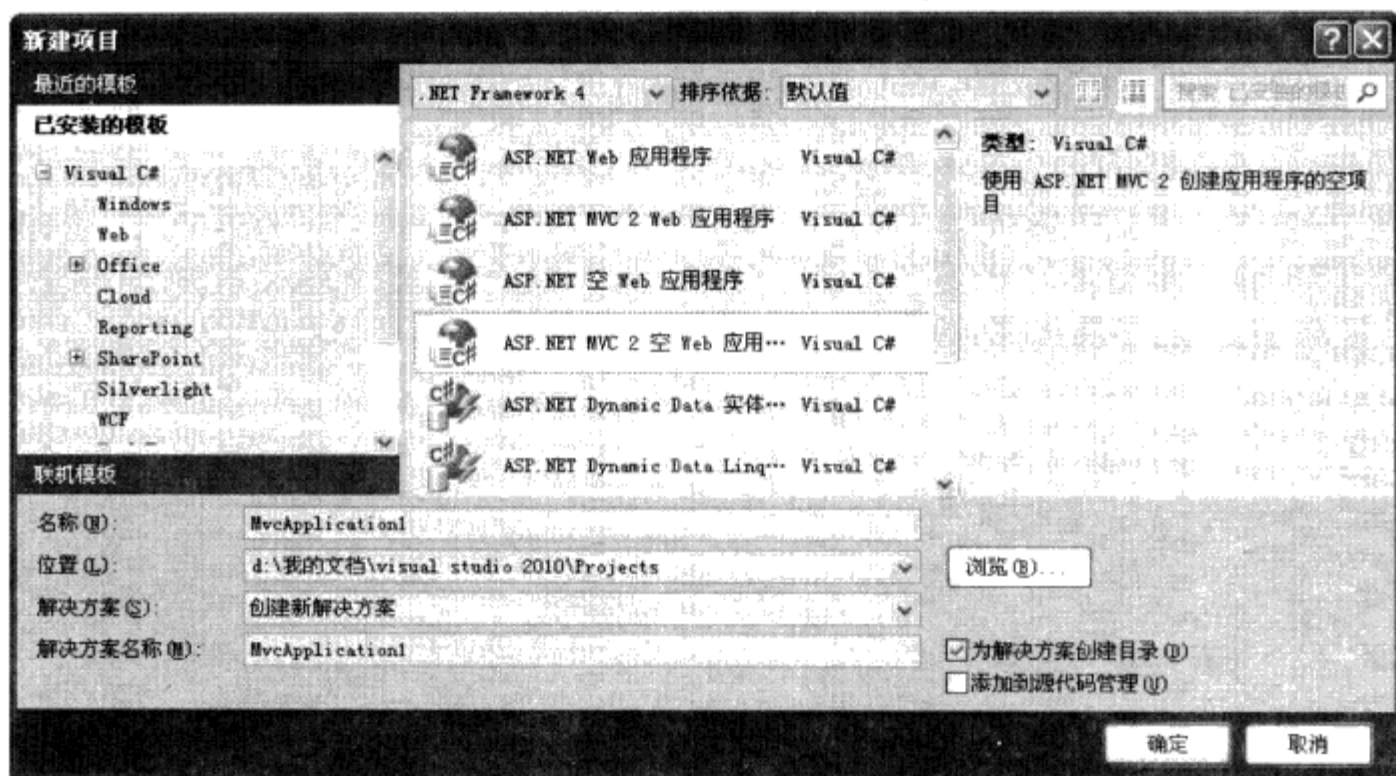 新建项目
最近的模板
已安装的模板
Visual C#
Windows
Web
Office
Cloud
Reporting
SharePoint
Silverlight
WCF
联机模板
.NET Framework 4 排序依据: 默认值 搜索 已安装的模板
ASP.NET Web 应用程序 Visual C#
ASP.NET MVC 2 Web 应用程序 Visual C#
ASP.NET 空 Web 应用程序 Visual C#
ASP.NET MVC 2 空 Web 应用… Visual C#
ASP.NET Dynamic Data 实体… Visual C#
ASP.NET Dynamic Data Linq… Visual C#
类型: Visual C#
使用 ASP.NET MVC 2 创建应用程序的空项
目
名称(N): MvcApplication1
位置(L): d:\我的文档\visual studio 2010\Projects 浏览(B)...
解决方案(S): 创建新解决方案
解决方案名称(M): MvcApplication1
为解决方案创建目录(D)
添加到源代码管理(U)
确定 取消